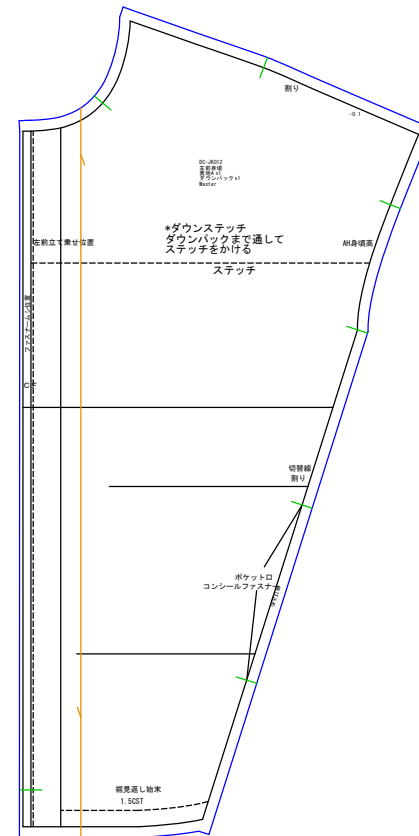 割り
-0.1
DC-JK012
左前身頃
表地A x1
ダウンパック x1
Master
*ダウンステッチ
ダウンパックまで通して
ステッチをかける
左前立て乗せ位置
AH身頃高
ステッチ
切替線
割り
ポケット口
コンシールファスナー
裾見返し始末
1.5CST